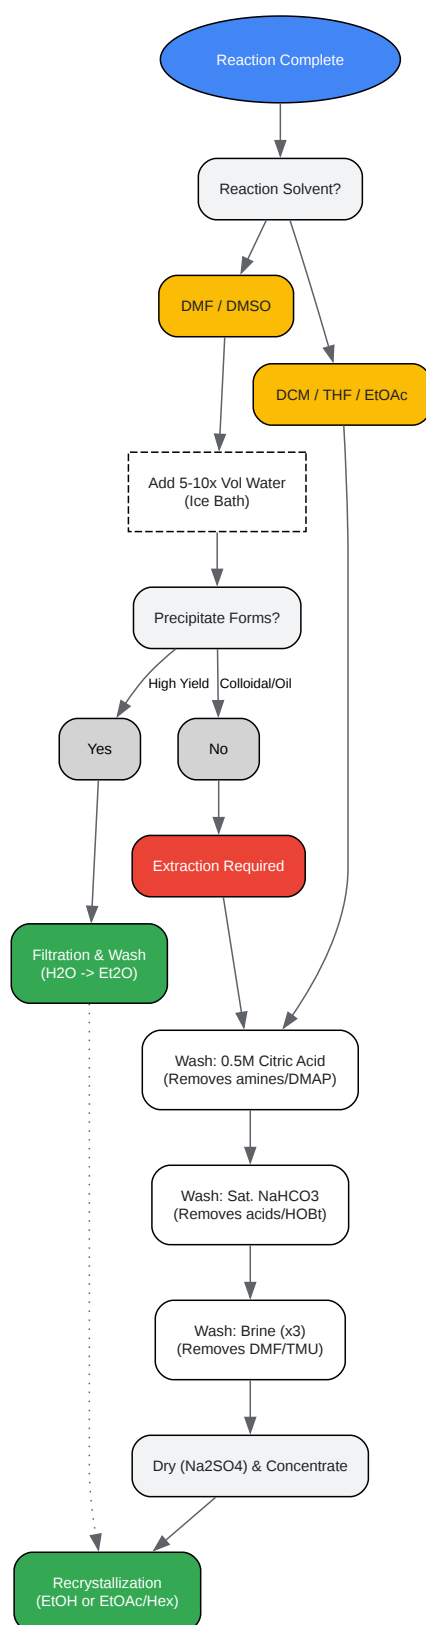 Reaction Complete
Reaction Solvent?
DMF / DMSO
DCM / THF / EtOAc
Add 5-10x Vol Water
(Ice Bath)
Precipitate Forms?
High Yield
Colloidal/Oil
Yes
No
Extraction Required
Filtration & Wash
(H2O -> Et2O)
Wash: 0.5M Citric Acid
(Removes amines/DMAP)
Wash: Sat. NaHCO3
(Removes acids/HOBt)
Wash: Brine (x3)
(Removes DMF/TMU)
Dry (Na2SO4) & Concentrate
Recrystallization
(EtOH or EtOAc/Hex)